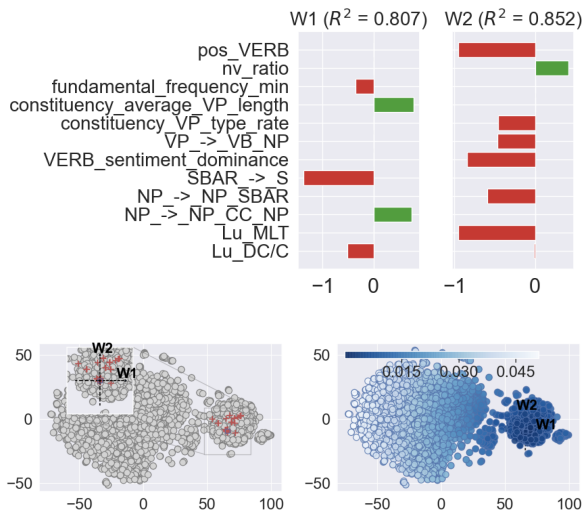 W1 (R² = 0.807) W2 (R² = 0.852)
pos_VERB
nv_ratio
fundamental_frequency_min
constituency_average_VP_length
constituency_VP_type_rate
VP_->_VB_NP
VERB_sentiment_dominance
SBAR_->_S
NP_->_NP_SBAR
NP_->_NP_CC_NP
Lu_MLT
Lu_DC/C
−1 0 −1 0
50 W2 50
W1 0.015 0.030 0.045
0 0 W2
W1
−50 −50
−50 0 50 100 −50 0 50 100